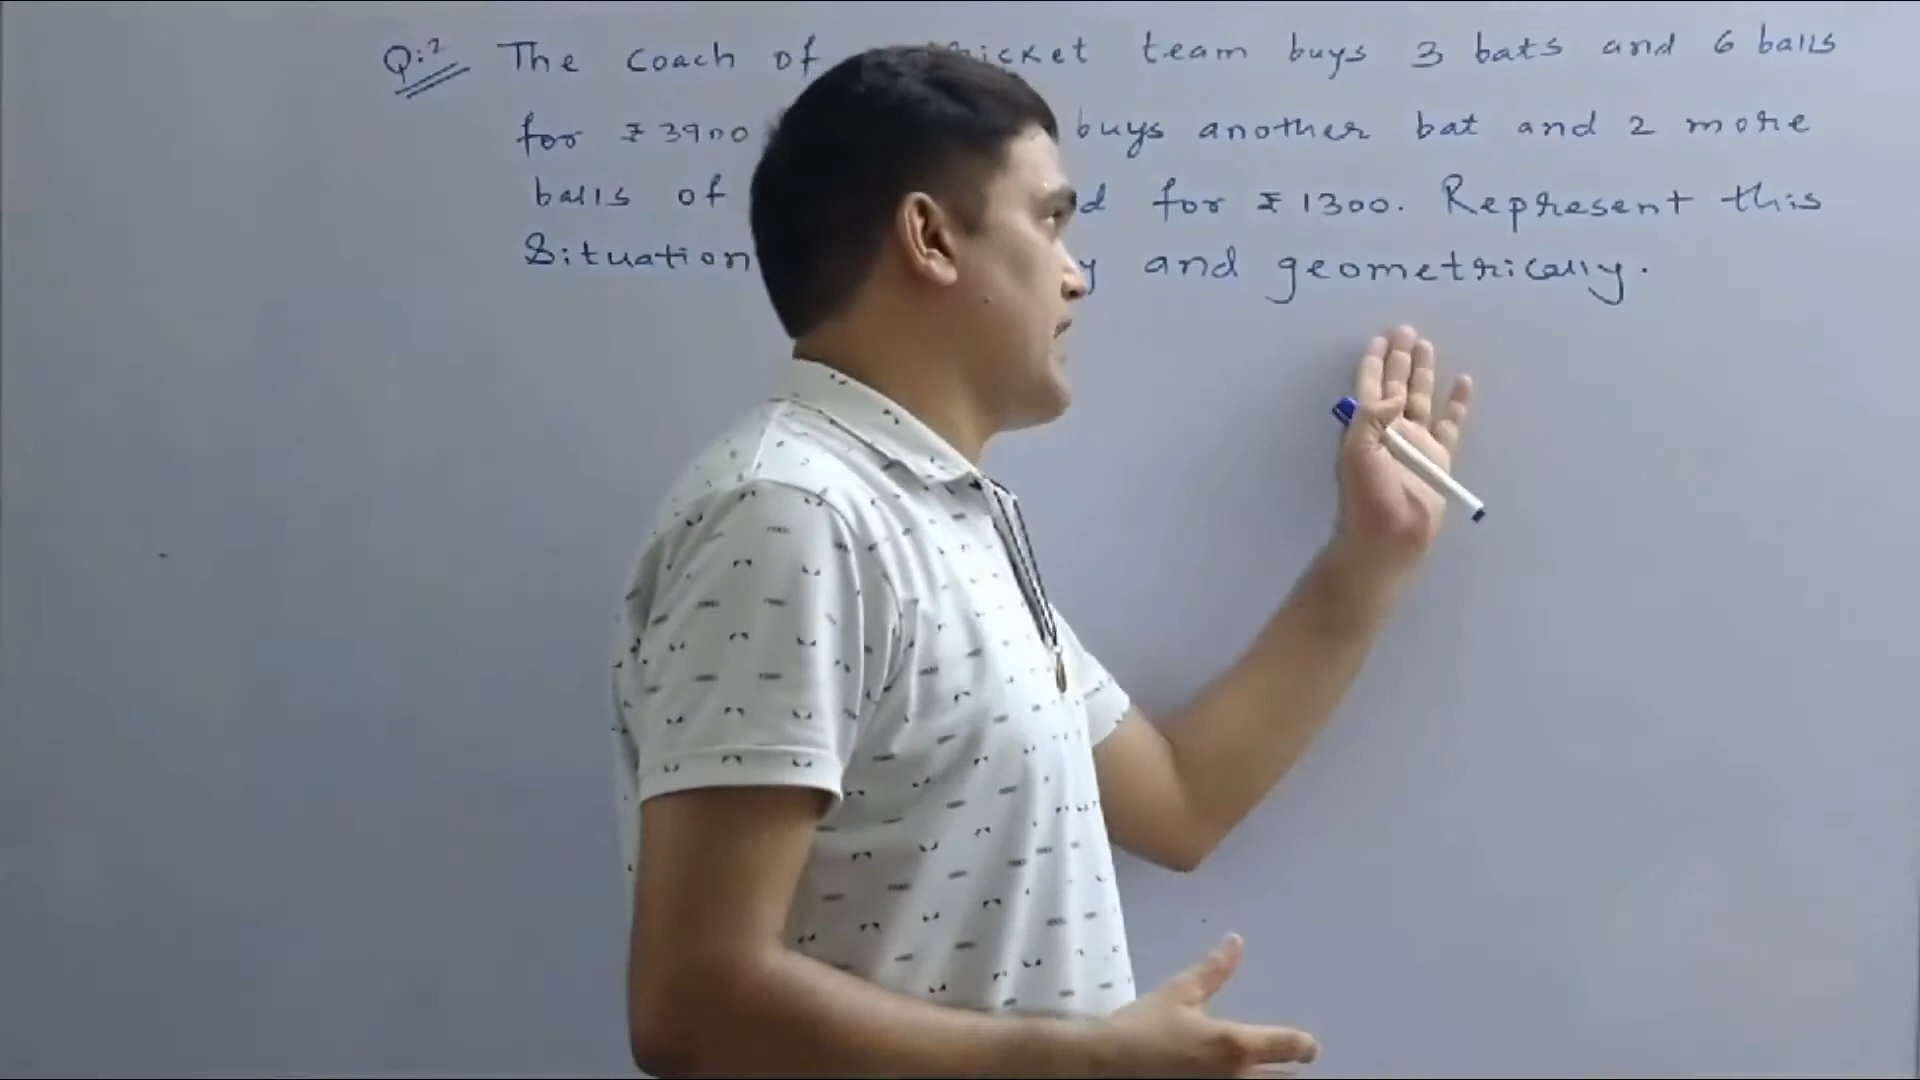 Q:2 The coach of team buys 3 bats and 6 balls
for ₹3900 buys another bat and 2 more
balls of for ₹1300. Represent this
Situation and geometrically.